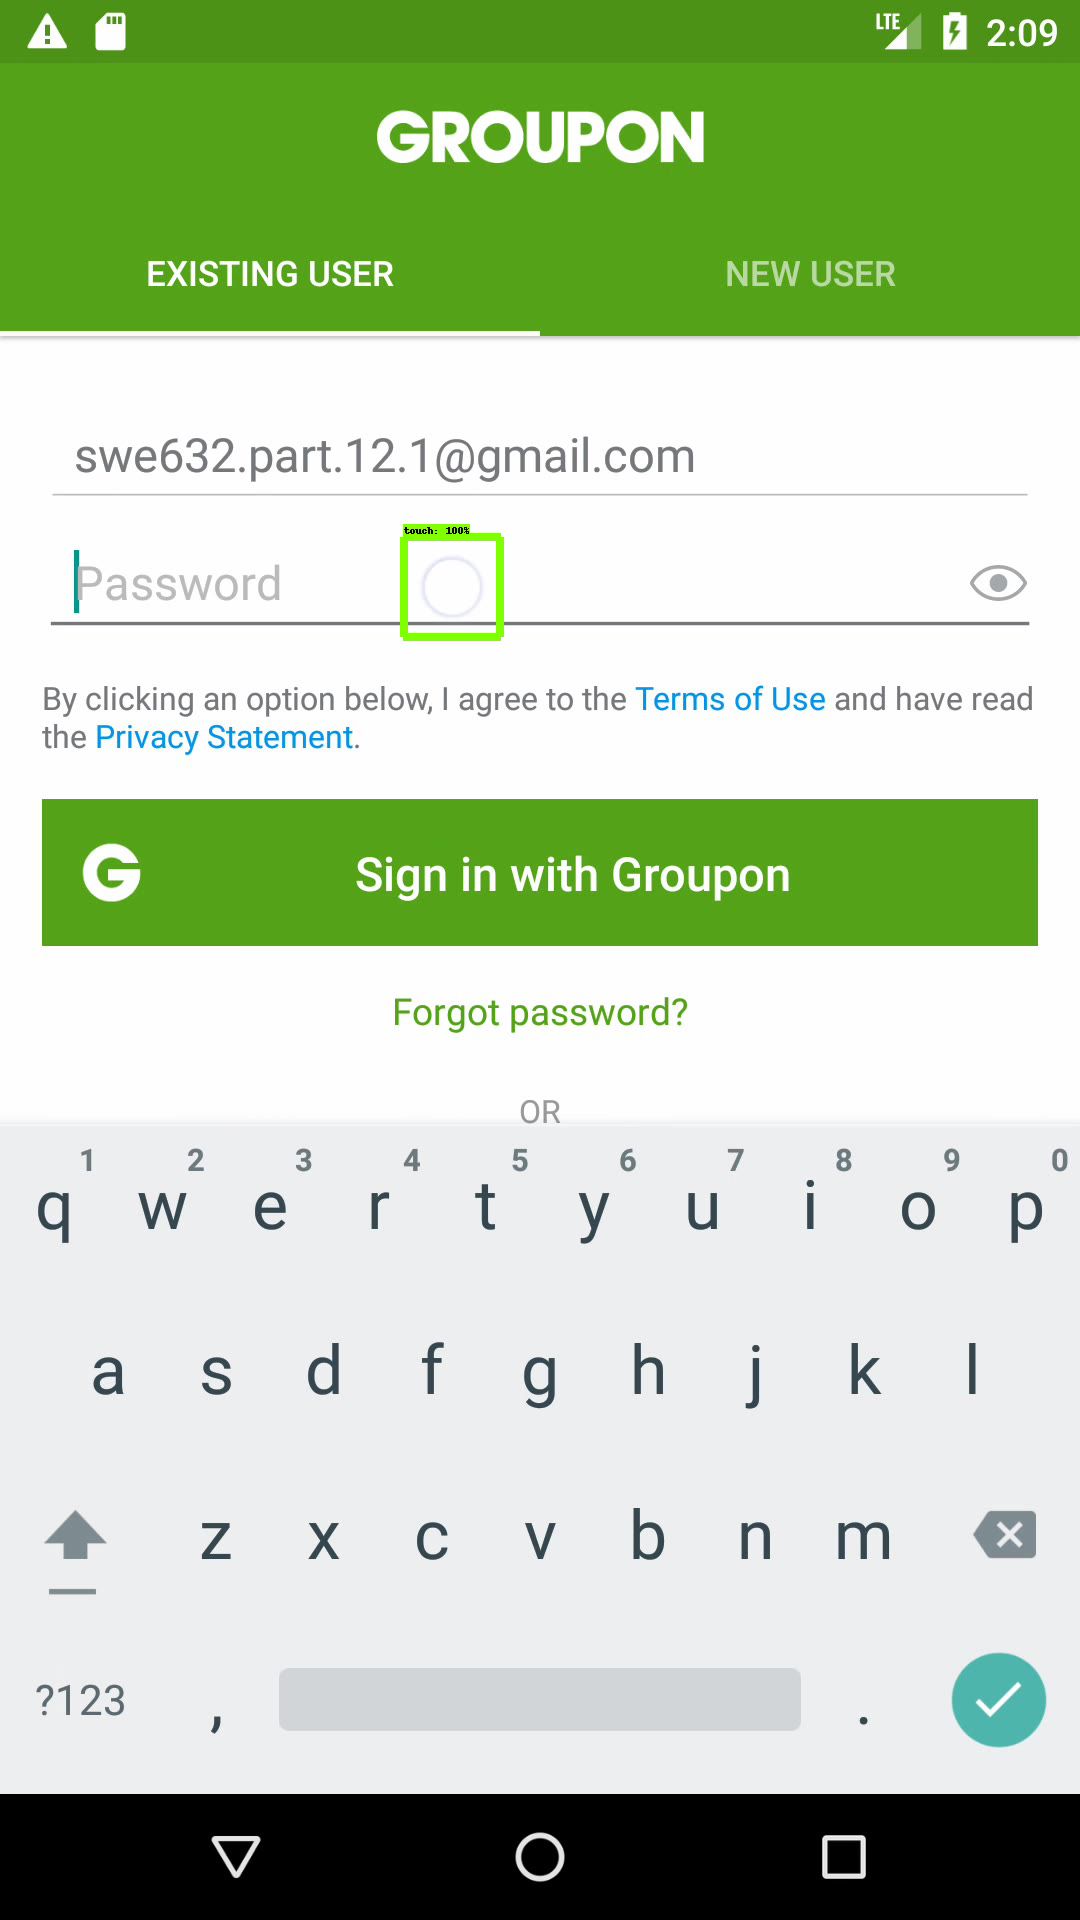 LTE 2:09
GROUPON
EXISTING USER NEW USER
swe632.part.12.1@gmail.com
touch: 100%
Password
By clicking an option below, I agree to the Terms of Use and have read
the Privacy Statement.
G Sign in with Groupon
Forgot password?
OR
1 2 3 4 5 6 7 8 9 0
q w e r t y u i o p
a s d f g h j k l
z x c v b n m
?123 , .